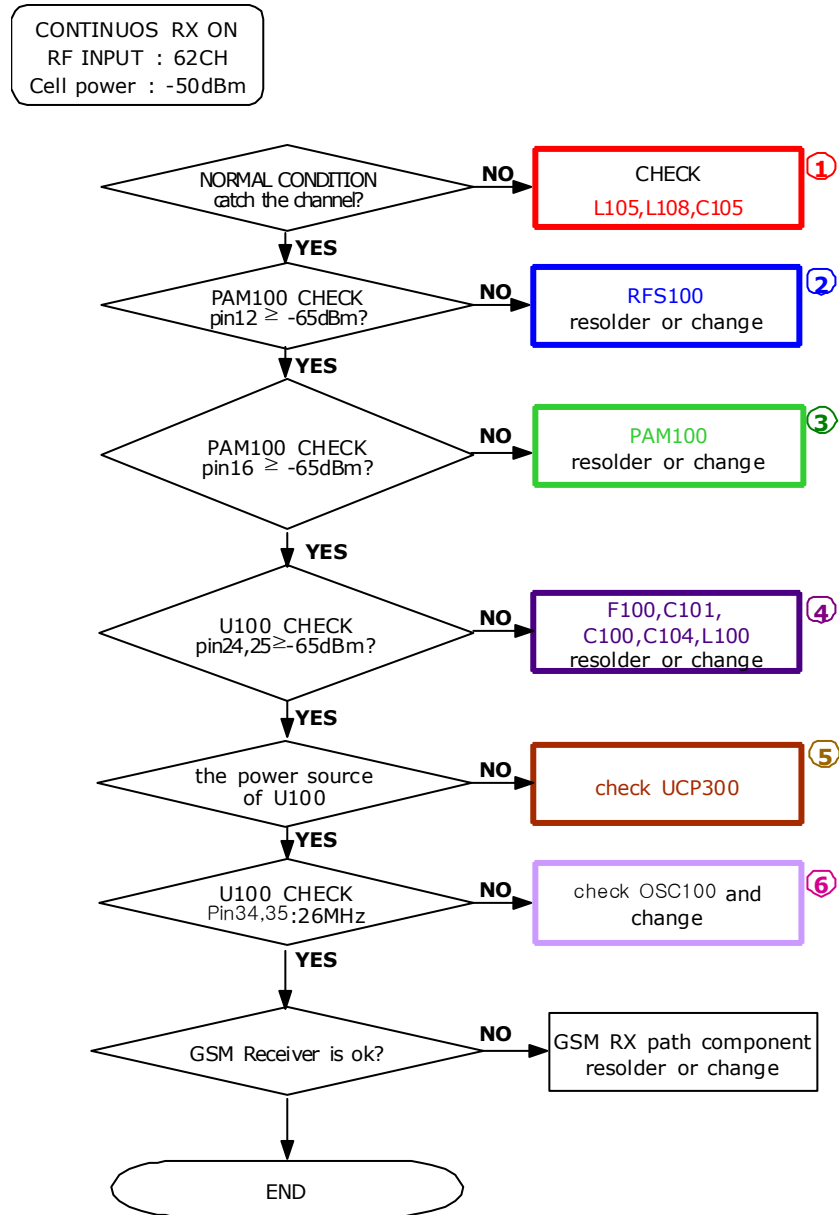 CONTINUOS RX ON
RF INPUT : 62CH
Cell power : -50dBm
NORMAL CONDITION
catch the channel?
NO
CHECK
L105,L108,C105
1
YES
PAM100 CHECK
pin12 ≥ -65dBm?
NO
RFS100
resolder or change
2
YES
PAM100 CHECK
pin16 ≥ -65dBm?
NO
PAM100
resolder or change
3
YES
U100 CHECK
pin24,25≥-65dBm?
NO
F100,C101,
C100,C104,L100
resolder or change
4
YES
the power source
of U100
NO
check UCP300
5
YES
U100 CHECK
Pin34,35:26MHz
NO
check OSC100 and
change
6
YES
GSM Receiver is ok?
NO
GSM RX path component
resolder or change
END